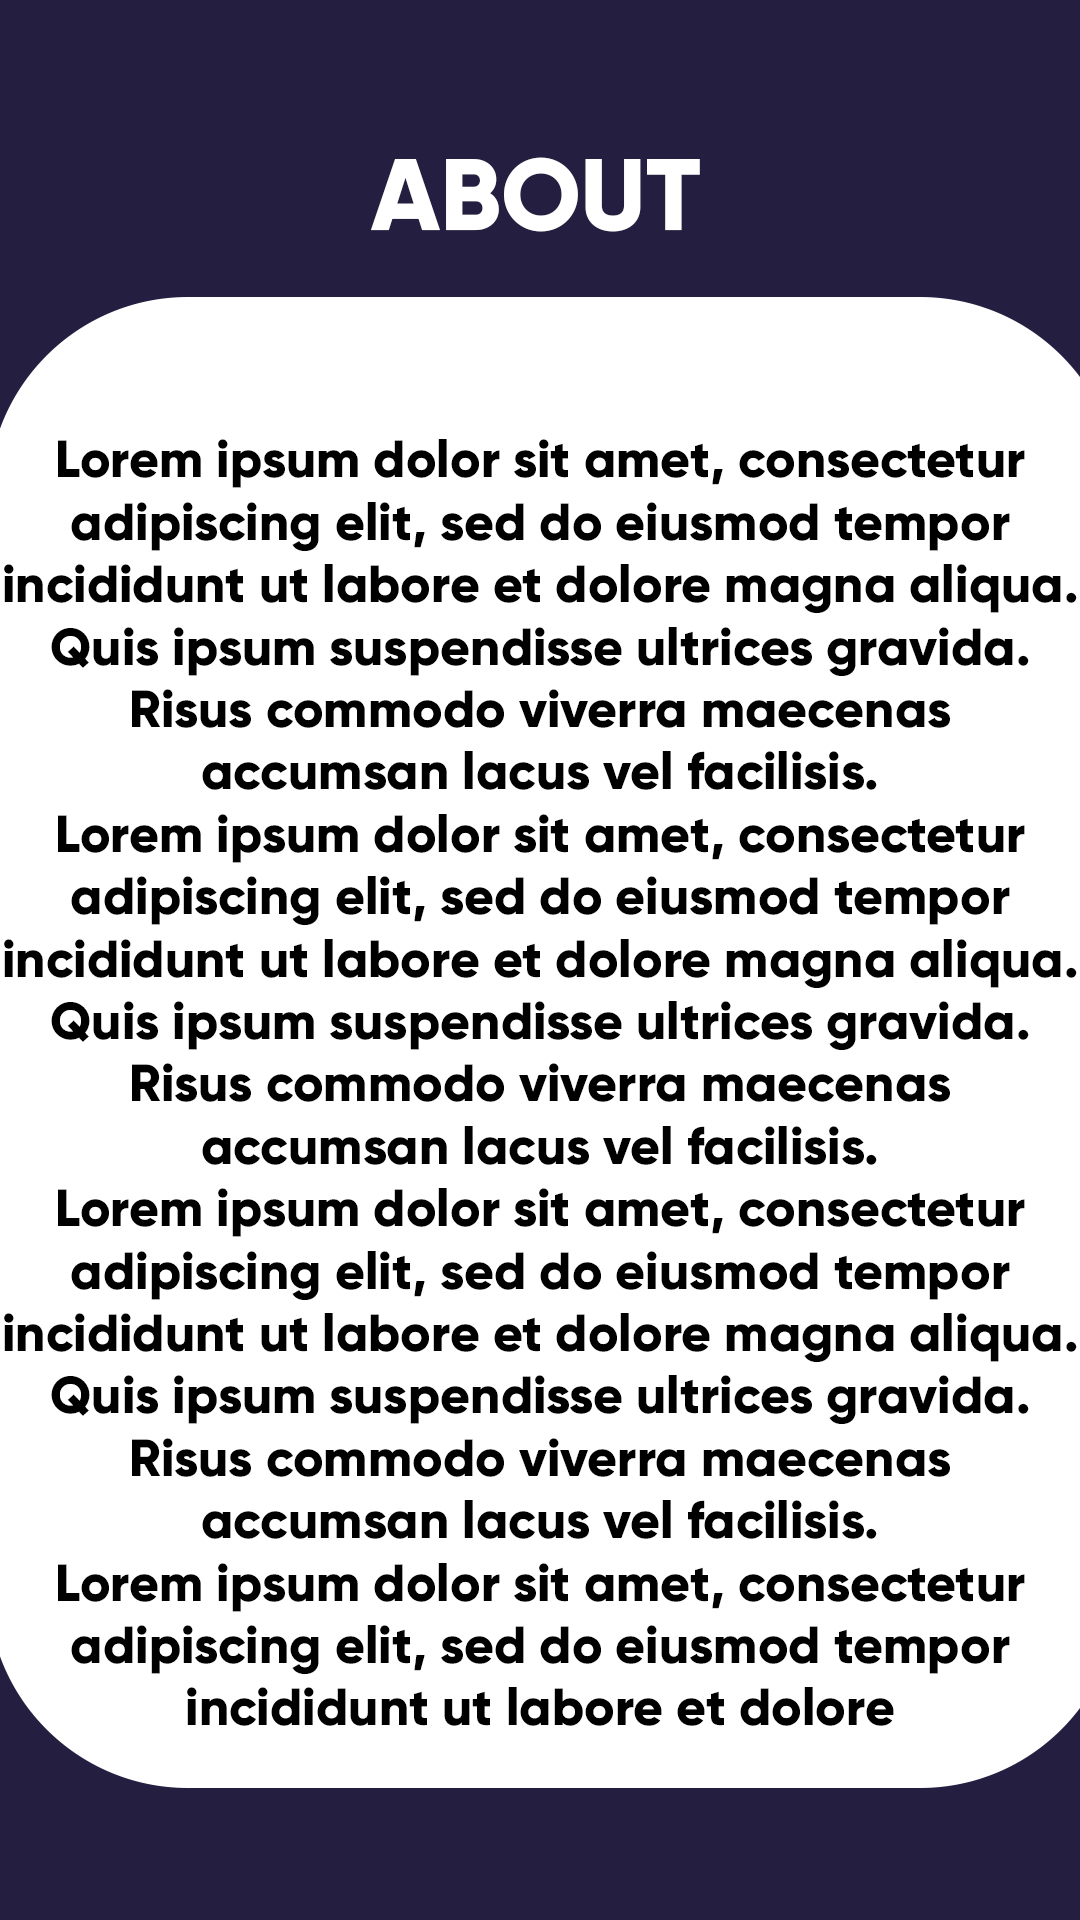 ABOUT
Lorem ipsum dolor sit amet, consectetur
adipiscing elit, sed do eiusmod tempor
incididunt ut labore et dolore magna aliqua.
Quis ipsum suspendisse ultrices gravida.
Risus commodo viverra maecenas
accumsan lacus vel facilisis.
Lorem ipsum dolor sit amet, consectetur
adipiscing elit, sed do eiusmod tempor
incididunt ut labore et dolore magna aliqua.
Quis ipsum suspendisse ultrices gravida.
Risus commodo viverra maecenas
accumsan lacus vel facilisis.
Lorem ipsum dolor sit amet, consectetur
adipiscing elit, sed do eiusmod tempor
incididunt ut labore et dolore magna aliqua.
Quis ipsum suspendisse ultrices gravida.
Risus commodo viverra maecenas
accumsan lacus vel facilisis.
Lorem ipsum dolor sit amet, consectetur
adipiscing elit, sed do eiusmod tempor
incididunt ut labore et dolore